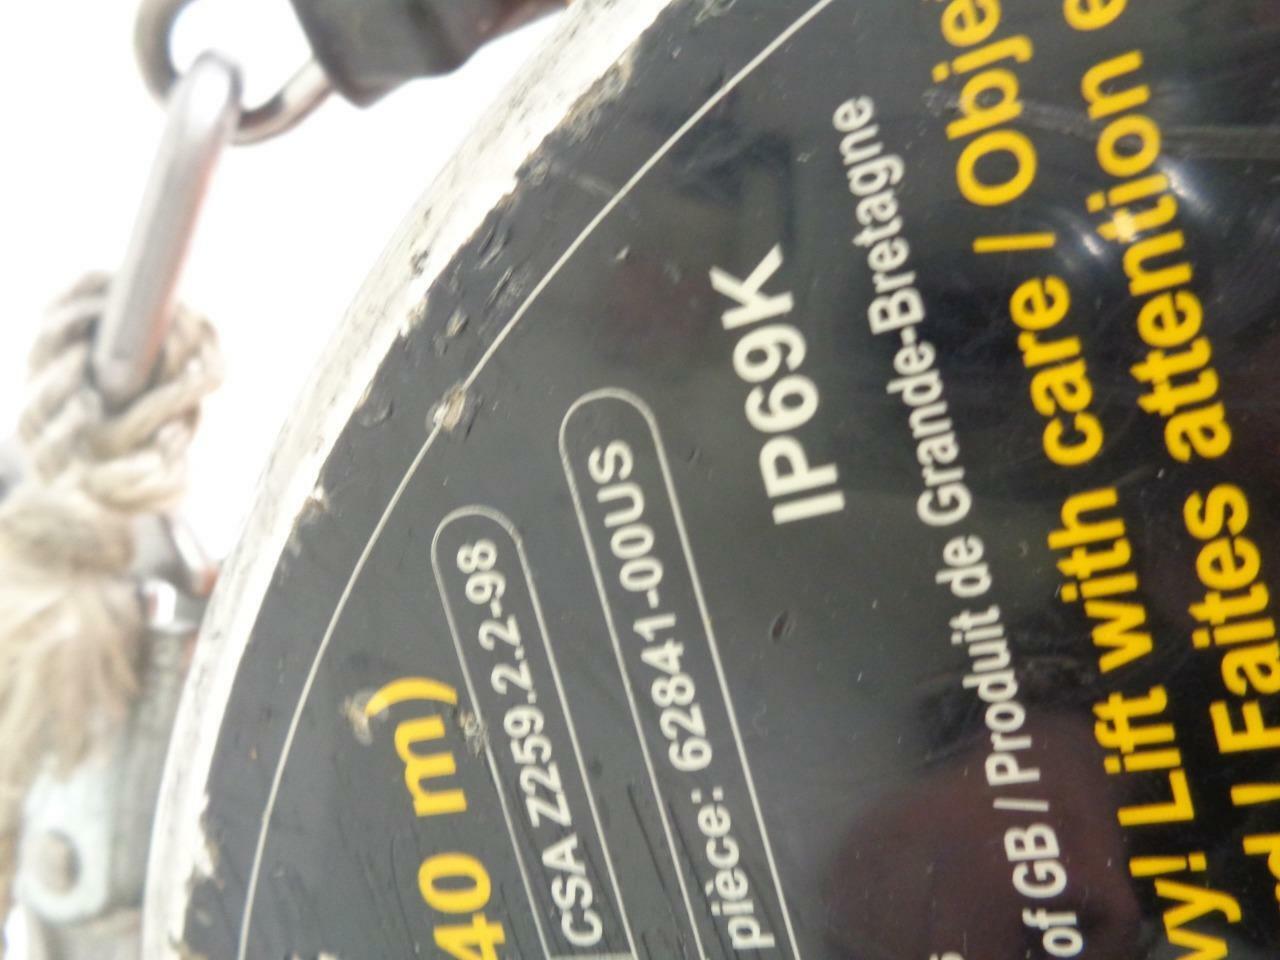 40 m)
CSA Z259.2.2-98
pièce: 62841-00US
IP69K
of GB / Produit de Grande-Bretagne
vy! Lift with care / Obje
d / Faites attention e